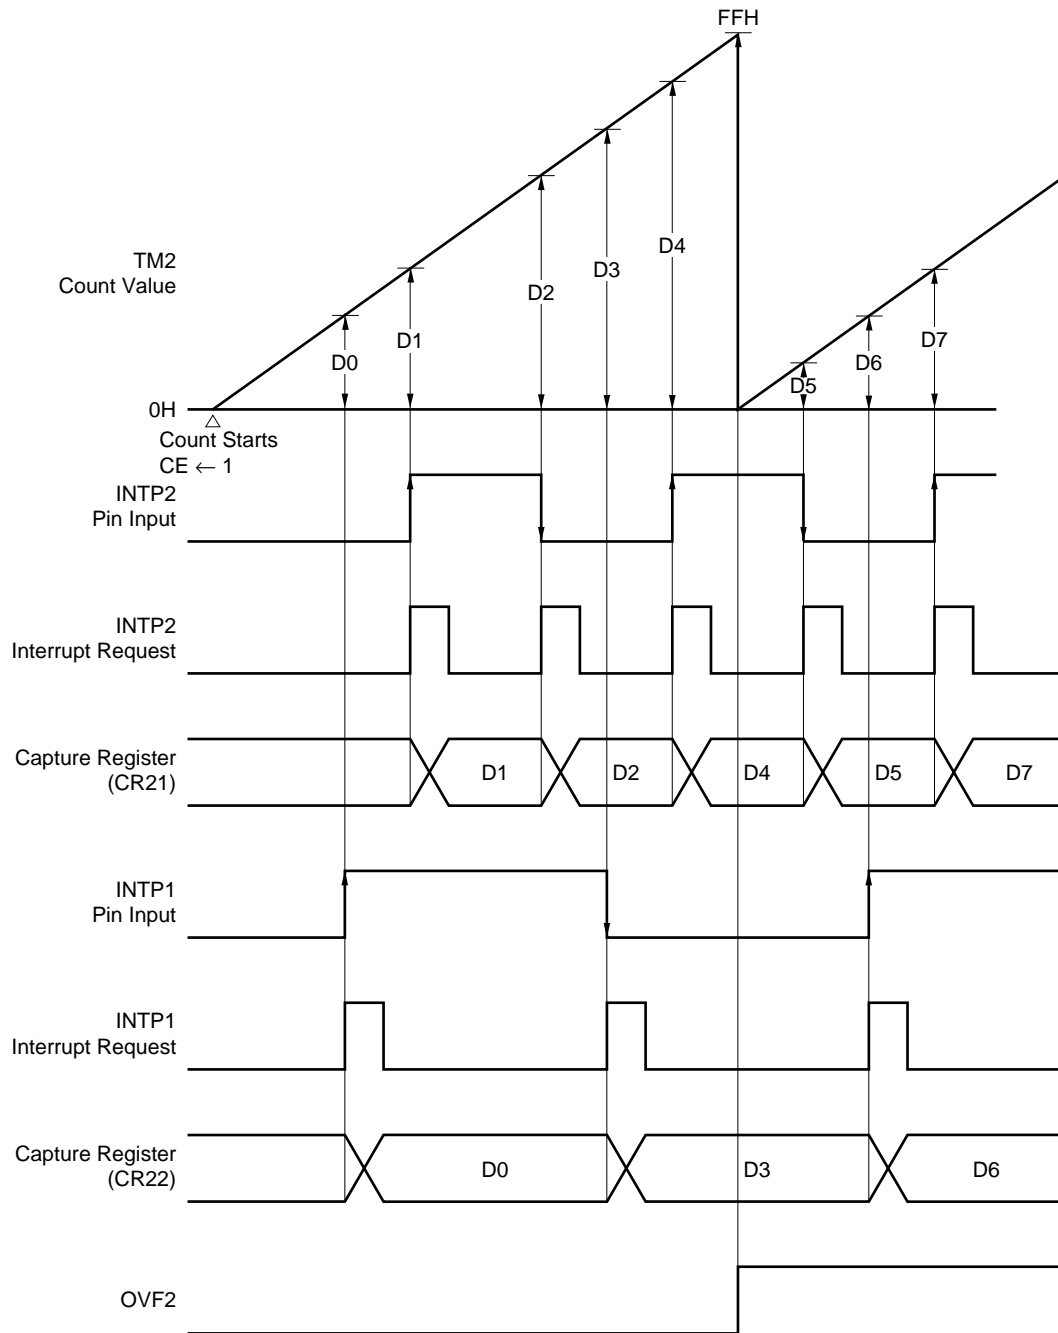 FFH
TM2
Count Value
D0
D1
D2
D3
D4
D5
D6
D7
0H
Count Starts
CE ← 1
INTP2
Pin Input
INTP2
Interrupt Request
Capture Register
(CR21)
D1
D2
D4
D5
D7
INTP1
Pin Input
INTP1
Interrupt Request
Capture Register
(CR22)
D0
D3
D6
OVF2